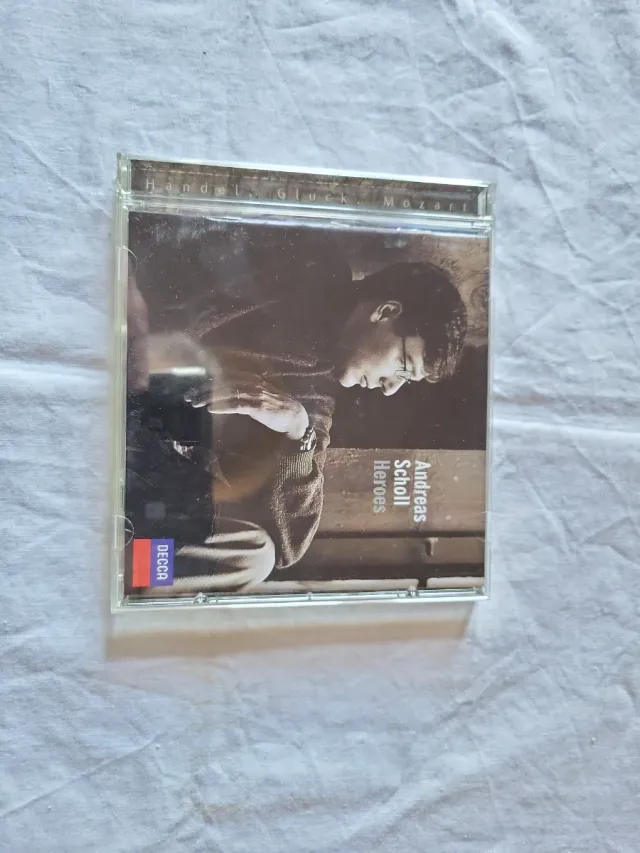 Handel, Gluck, Mozart
Andreas
Scholl
Heroes
DECCA